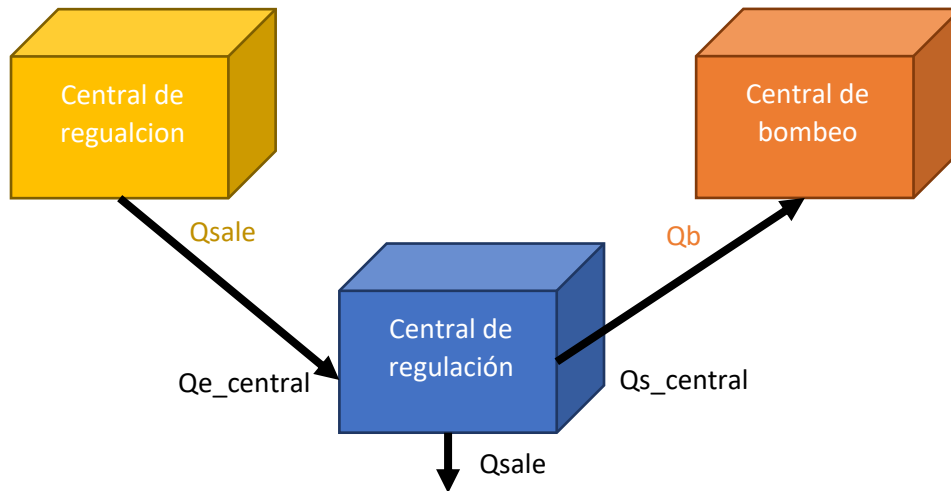 Central de
regualcion
Central de
bombeo
Qsale
Qb
Central de
regulación
Qe_central
Qs_central
Qsale